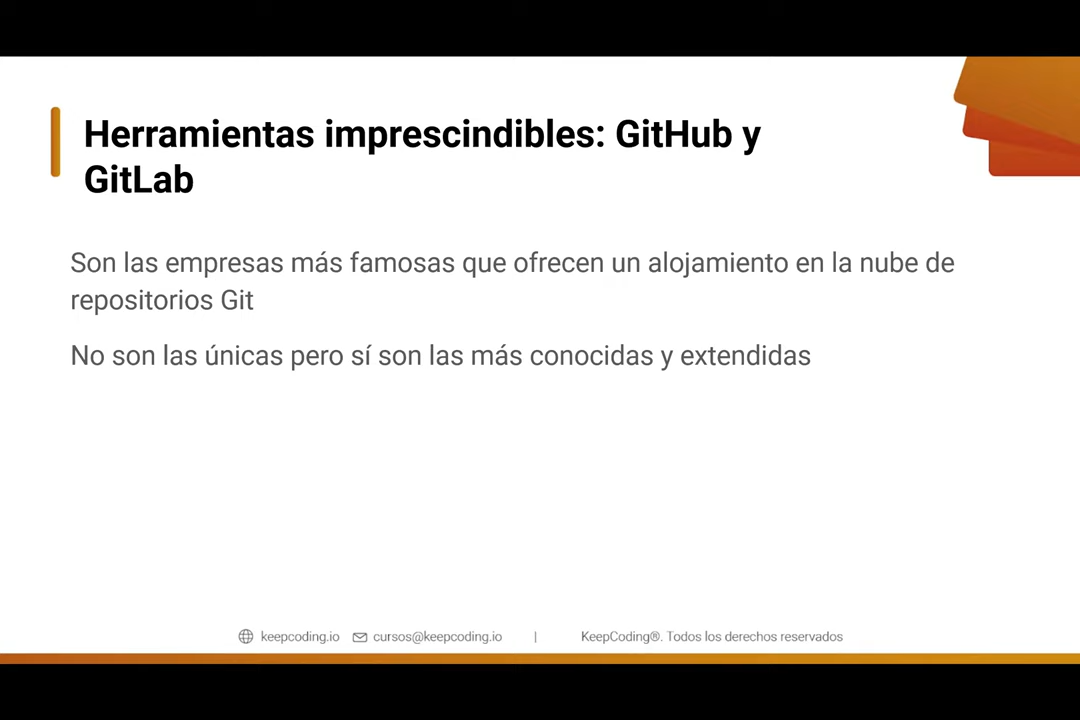 Herramientas imprescindibles: GitHub y
GitLab
Son las empresas más famosas que ofrecen un alojamiento en la nube de
repositorios Git
No son las únicas pero sí son las más conocidas y extendidas
keepcoding.io cursos@keepcoding.io | KeepCoding®. Todos los derechos reservados